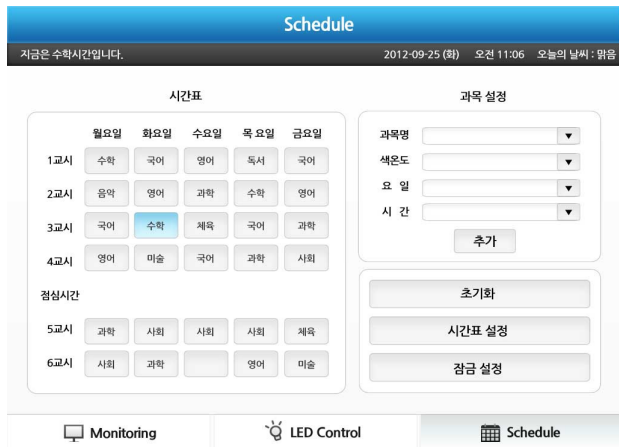 Schedule
지금은 수학시간입니다. 2012-09-25 (화) 오전 11:06 오늘의 날씨 : 맑음
시간표
월요일 화요일 수요일 목 요일 금요일
1교시 수학 국어 영어 독서 국어
2교시 음악 영어 과학 수학 영어
3교시 국어 수학 체육 국어 과학
4교시 영어 미술 국어 과학 사회
점심시간
5교시 과학 사회 사회 사회 체육
6교시 사회 과학 영어 미술
과목 설정
과목명
색온도
요 일
시 간
추가
초기화
시간표 설정
잠금 설정
Monitoring LED Control Schedule